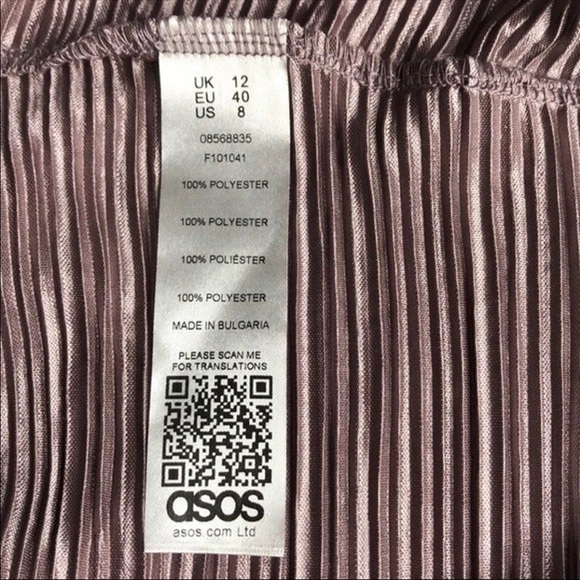 UK 12
EU 40
US 8
08568835
F101041
100% POLYESTER
100% POLYESTER
100% POLIÉSTER
100% POLYESTER
MADE IN BULGARIA
PLEASE SCAN ME
FOR TRANSLATIONS
asos
asos.com Ltd